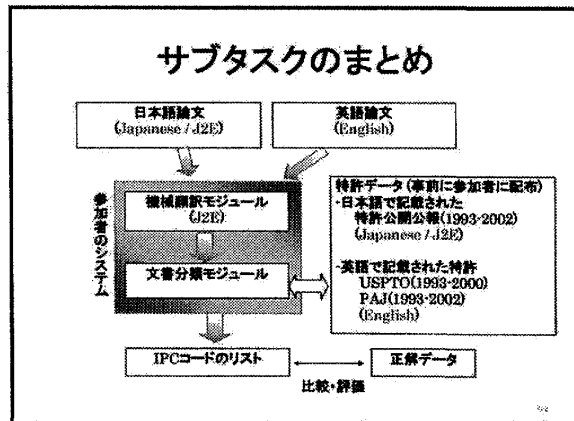 サブタスクのまとめ
日本語論文
(Japanese / J2E)
英語論文
(English)
参加者のシステム
機械翻訳モジュール
(J2E)
文書分類モジュール
特許データ(事前に参加者に配布)
-日本語で記載された
特許公開公報(1993-2002)
(Japanese / J2E)
-英語で記載された特許
USPTO(1993-2000)
PAJ(1993-2002)
(English)
IPCコードのリスト
正解データ
比較・評価